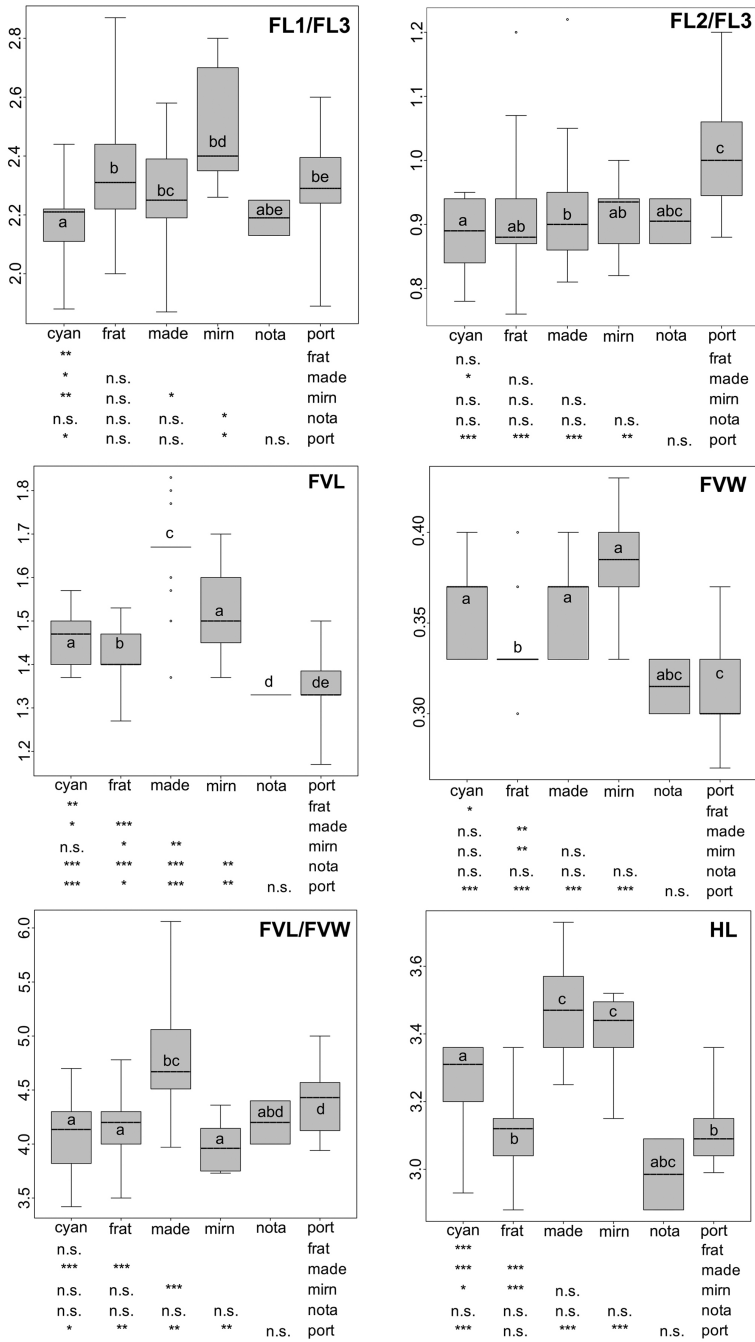 FL1/FL3
2.8
2.6
2.4
2.2
2.0
a b bc bd abe be
cyan frat made mirn nota port
** frat
* n.s. made
** n.s. * mirn
n.s. n.s. n.s. * nota
* n.s. n.s. * n.s. port
FL2/FL3
1.2
1.1
1.0
0.9
0.8
a ab b ab abc c
cyan frat made mirn nota port
n.s. frat
* n.s. made
n.s. n.s. n.s. mirn
n.s. n.s. n.s. n.s. nota
*** *** *** ** n.s. port
FVL
1.8
1.7
1.6
1.5
1.4
1.3
1.2
a b c a d de
cyan frat made mirn nota port
** frat
* *** made
n.s. * ** mirn
*** *** *** ** nota
*** * *** ** n.s. port
FVW
0.40
0.35
0.30
a b a a abc c
cyan frat made mirn nota port
* frat
n.s. ** made
n.s. ** n.s. mirn
n.s. n.s. n.s. n.s. nota
*** *** *** *** n.s. port
FVL/FVW
6.0
5.5
5.0
4.5
4.0
3.5
a a bc a abd d
cyan frat made mirn nota port
n.s. frat
*** *** made
n.s. n.s. *** mirn
n.s. n.s. n.s. n.s. nota
* ** ** ** n.s. port
HL
3.6
3.4
3.2
3.0
a b c c abc b
cyan frat made mirn nota port
*** frat
*** *** made
* *** n.s. mirn
n.s. n.s. n.s. n.s. nota
*** n.s. *** *** n.s. port